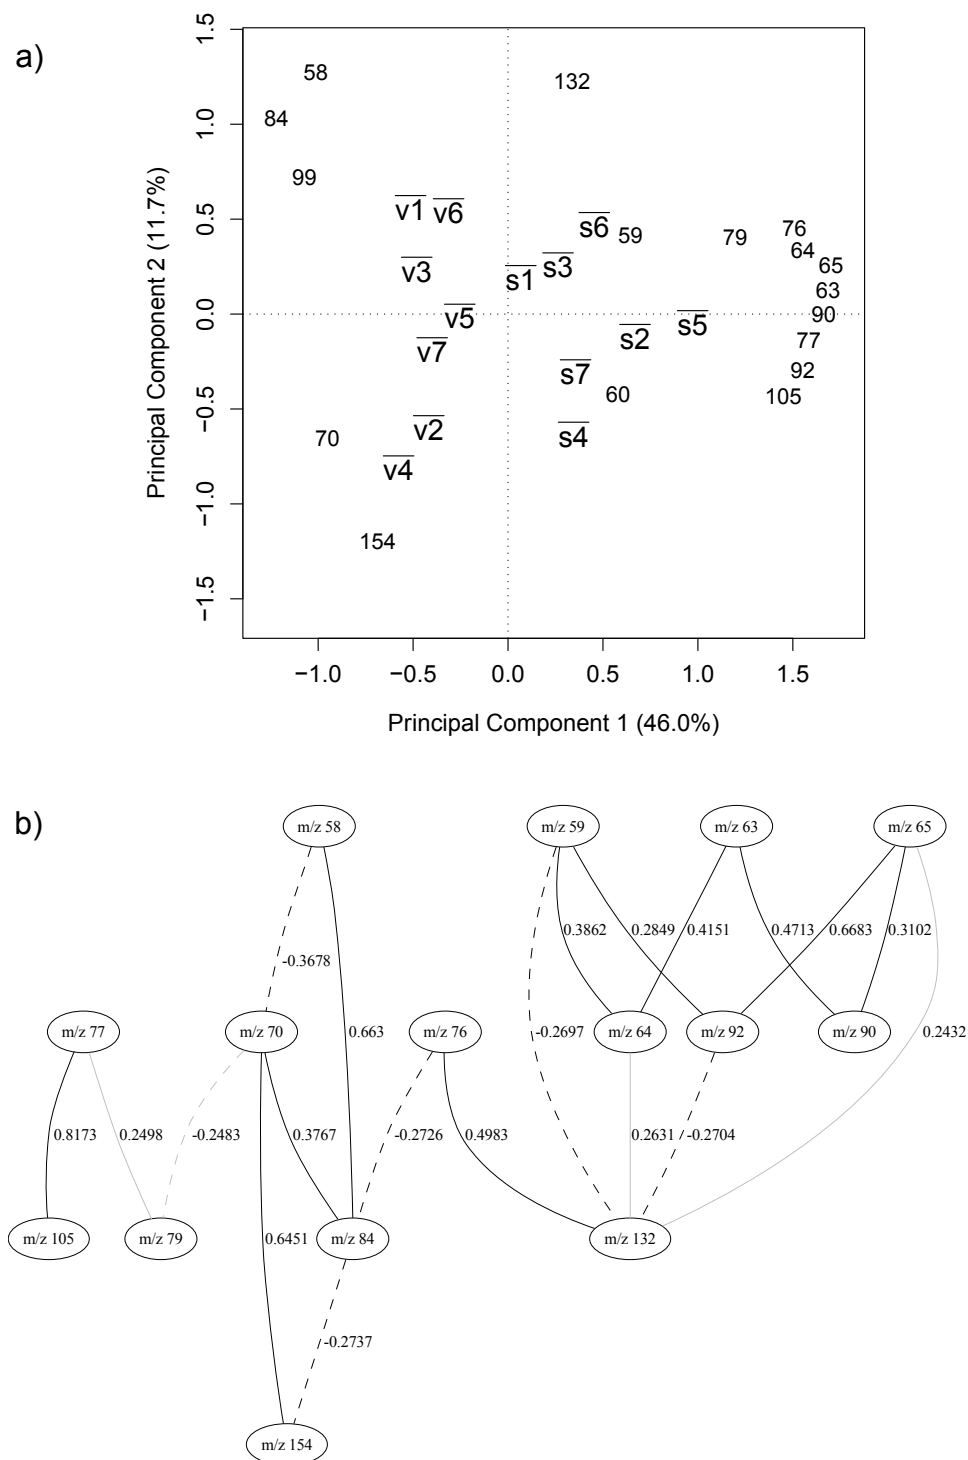 a)
1.5
1.0
0.5
0.0
−0.5
−1.0
−1.5
Principal Component 2 (11.7%)
58
132
84
99
v1 v6
s6
59
79
76
64
v3
s1
s3
65
63
v5
s2
s5
90
v7
77
s7
92
60
105
v2
s4
70
v4
154
−1.0 −0.5 0.0 0.5 1.0 1.5
Principal Component 1 (46.0%)
b)
m/z 58
m/z 59
m/z 63
m/z 65
0.3862
0.2849
0.4151
0.4713
0.6683
0.3102
-0.3678
m/z 77
m/z 70
m/z 76
0.663
-0.2697
m/z 64
m/z 92
m/z 90
0.2432
0.8173
0.2498
-0.2483
0.3767
-0.2726
0.4983
0.2631
-0.2704
m/z 105
m/z 79
0.6451
m/z 84
m/z 132
-0.2737
m/z 154